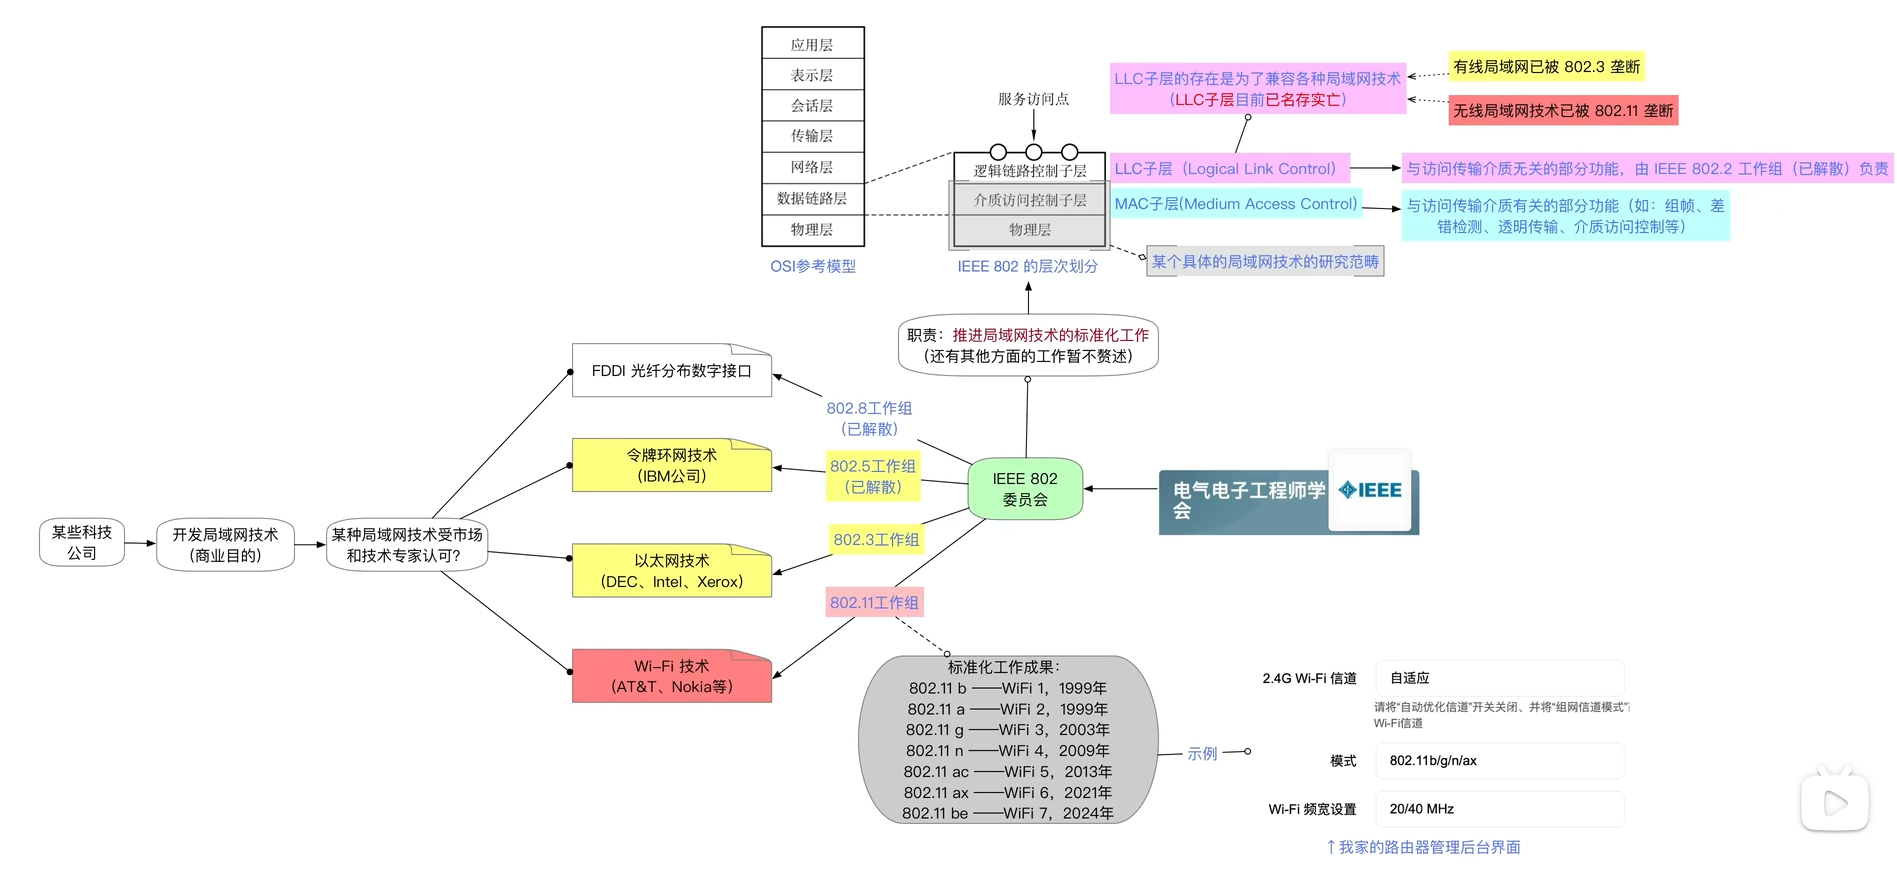 应用层
表示层
会话层
传输层
网络层
数据链路层
物理层
OSI参考模型
服务访问点
逻辑链路控制子层
介质访问控制子层
物理层
IEEE 802 的层次划分
LLC子层的存在是为了兼容各种局域网技术
（LLC子层目前已名存实亡）
有线局域网已被 802.3 垄断
无线局域网技术已被 802.11 垄断
LLC子层（Logical Link Control）
与访问传输介质无关的部分功能，由 IEEE 802.2 工作组（已解散）负责
MAC子层(Medium Access Control)
与访问传输介质有关的部分功能（如：组帧、差
错检测、透明传输、介质访问控制等）
某个具体的局域网技术的研究范畴
职责：推进局域网技术的标准化工作
（还有其他方面的工作暂不赘述）
FDDI 光纤分布数字接口
802.8工作组
（已解散）
令牌环网技术
（IBM公司）
802.5工作组
（已解散）
IEEE 802
委员会
电气电子工程师学
会
IEEE
某些科技
公司
开发局域网技术
（商业目的）
某种局域网技术受市场
和技术专家认可？
802.3工作组
以太网技术
（DEC、Intel、Xerox）
802.11工作组
Wi-Fi 技术
（AT&T、Nokia等）
标准化工作成果：
802.11 b ——WiFi 1，1999年
802.11 a ——WiFi 2，1999年
802.11 g ——WiFi 3，2003年
802.11 n ——WiFi 4，2009年
802.11 ac ——WiFi 5，2013年
802.11 ax ——WiFi 6，2021年
802.11 be ——WiFi 7，2024年
示例
2.4G Wi-Fi 信道
自适应
请将“自动优化信道”开关关闭、并将“组网信道模式”
Wi-Fi信道
模式
802.11b/g/n/ax
Wi-Fi 频宽设置
20/40 MHz
↑我家的路由器管理后台界面